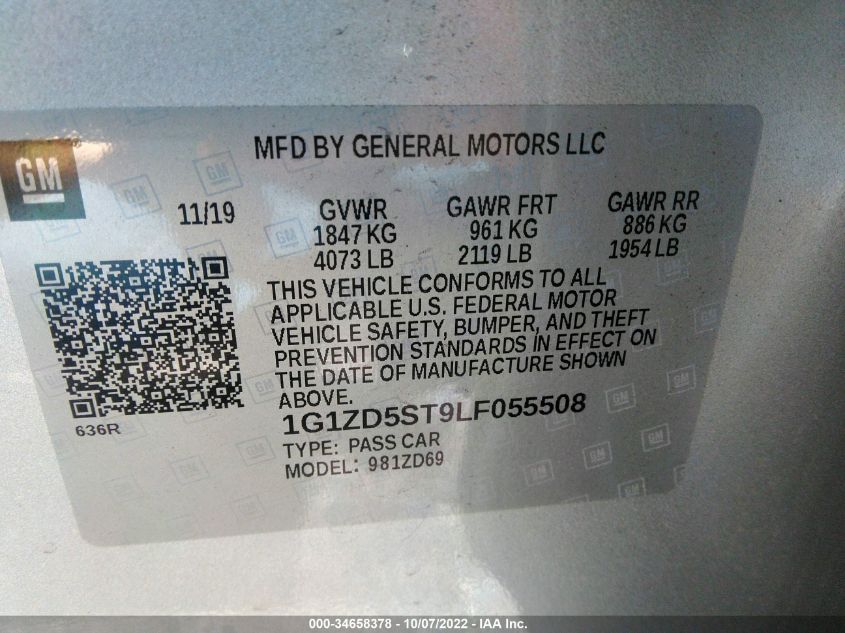 MFD BY GENERAL MOTORS LLC
GM
11/19 GVWR GAWR FRT GAWR RR
1847 KG 961 KG 886 KG
4073 LB 2119 LB 1954 LB
THIS VEHICLE CONFORMS TO ALL
APPLICABLE U.S. FEDERAL MOTOR
VEHICLE SAFETY, BUMPER, AND THEFT
PREVENTION STANDARDS IN EFFECT ON
THE DATE OF MANUFACTURE SHOWN
ABOVE.
636R
1G1ZD5ST9LF055508
TYPE: PASS CAR
MODEL: 981ZD69
000-34658378 - 10/07/2022 - IAA Inc.